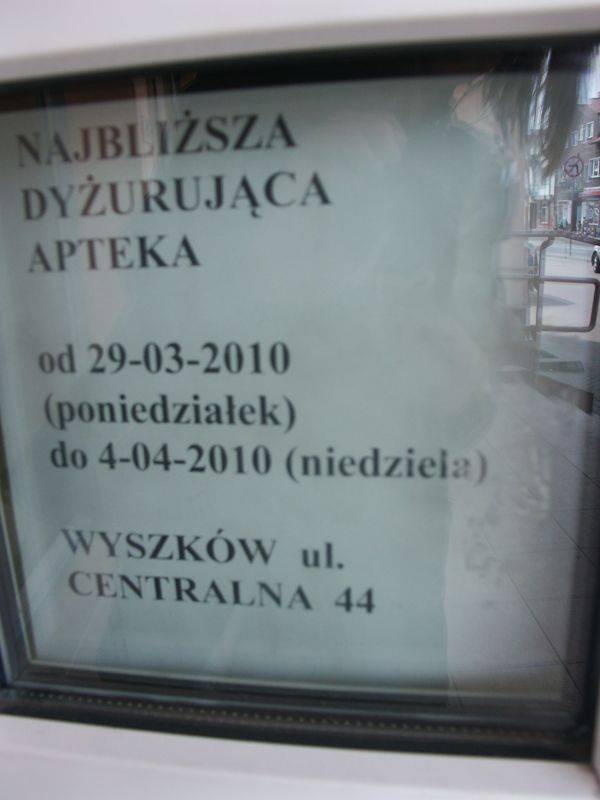 NAJBLIŻSZA
DYŻURUJĄCA
APTEKA
od 29-03-2010
(poniedziałek)
do 4-04-2010 (niedziela)
WYSZKÓW ul.
CENTRALNA 44